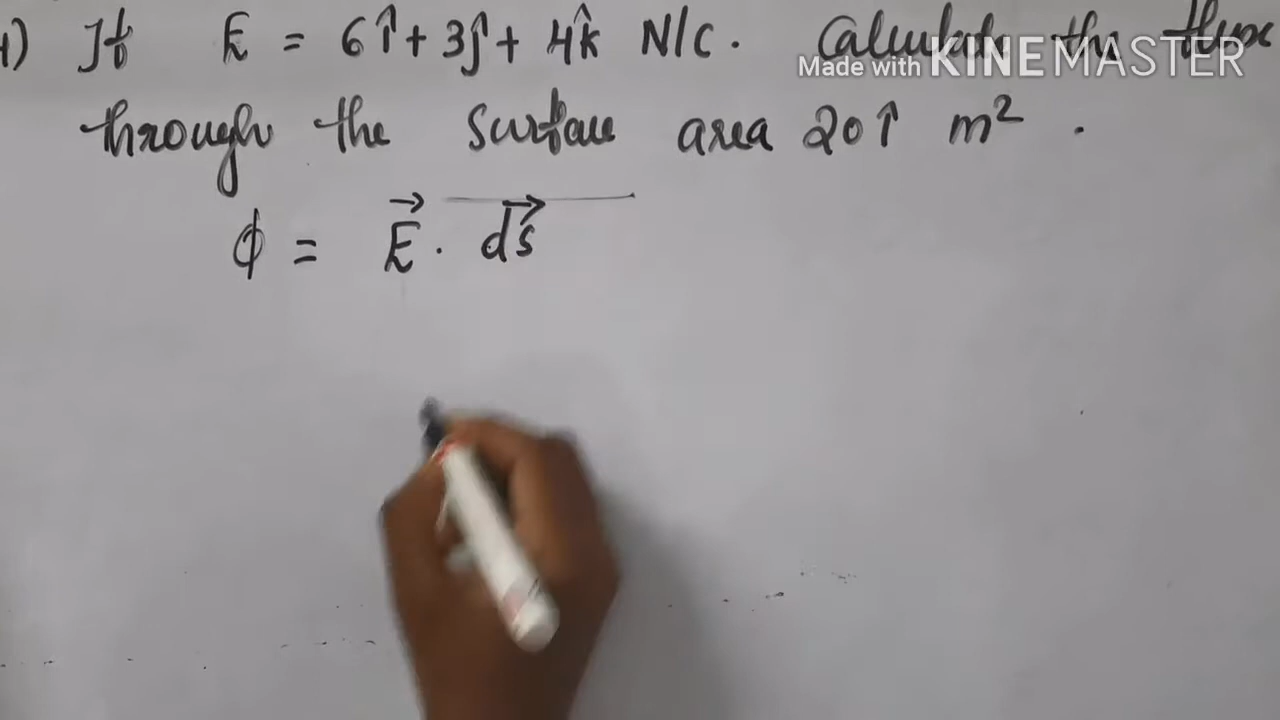 1) If E = 6î + 3ĵ + 4k̂ N/C. Calculate the flux
Made with KINEMASTER
through the surface area 20î m² .
ϕ = E⃗ . ds⃗